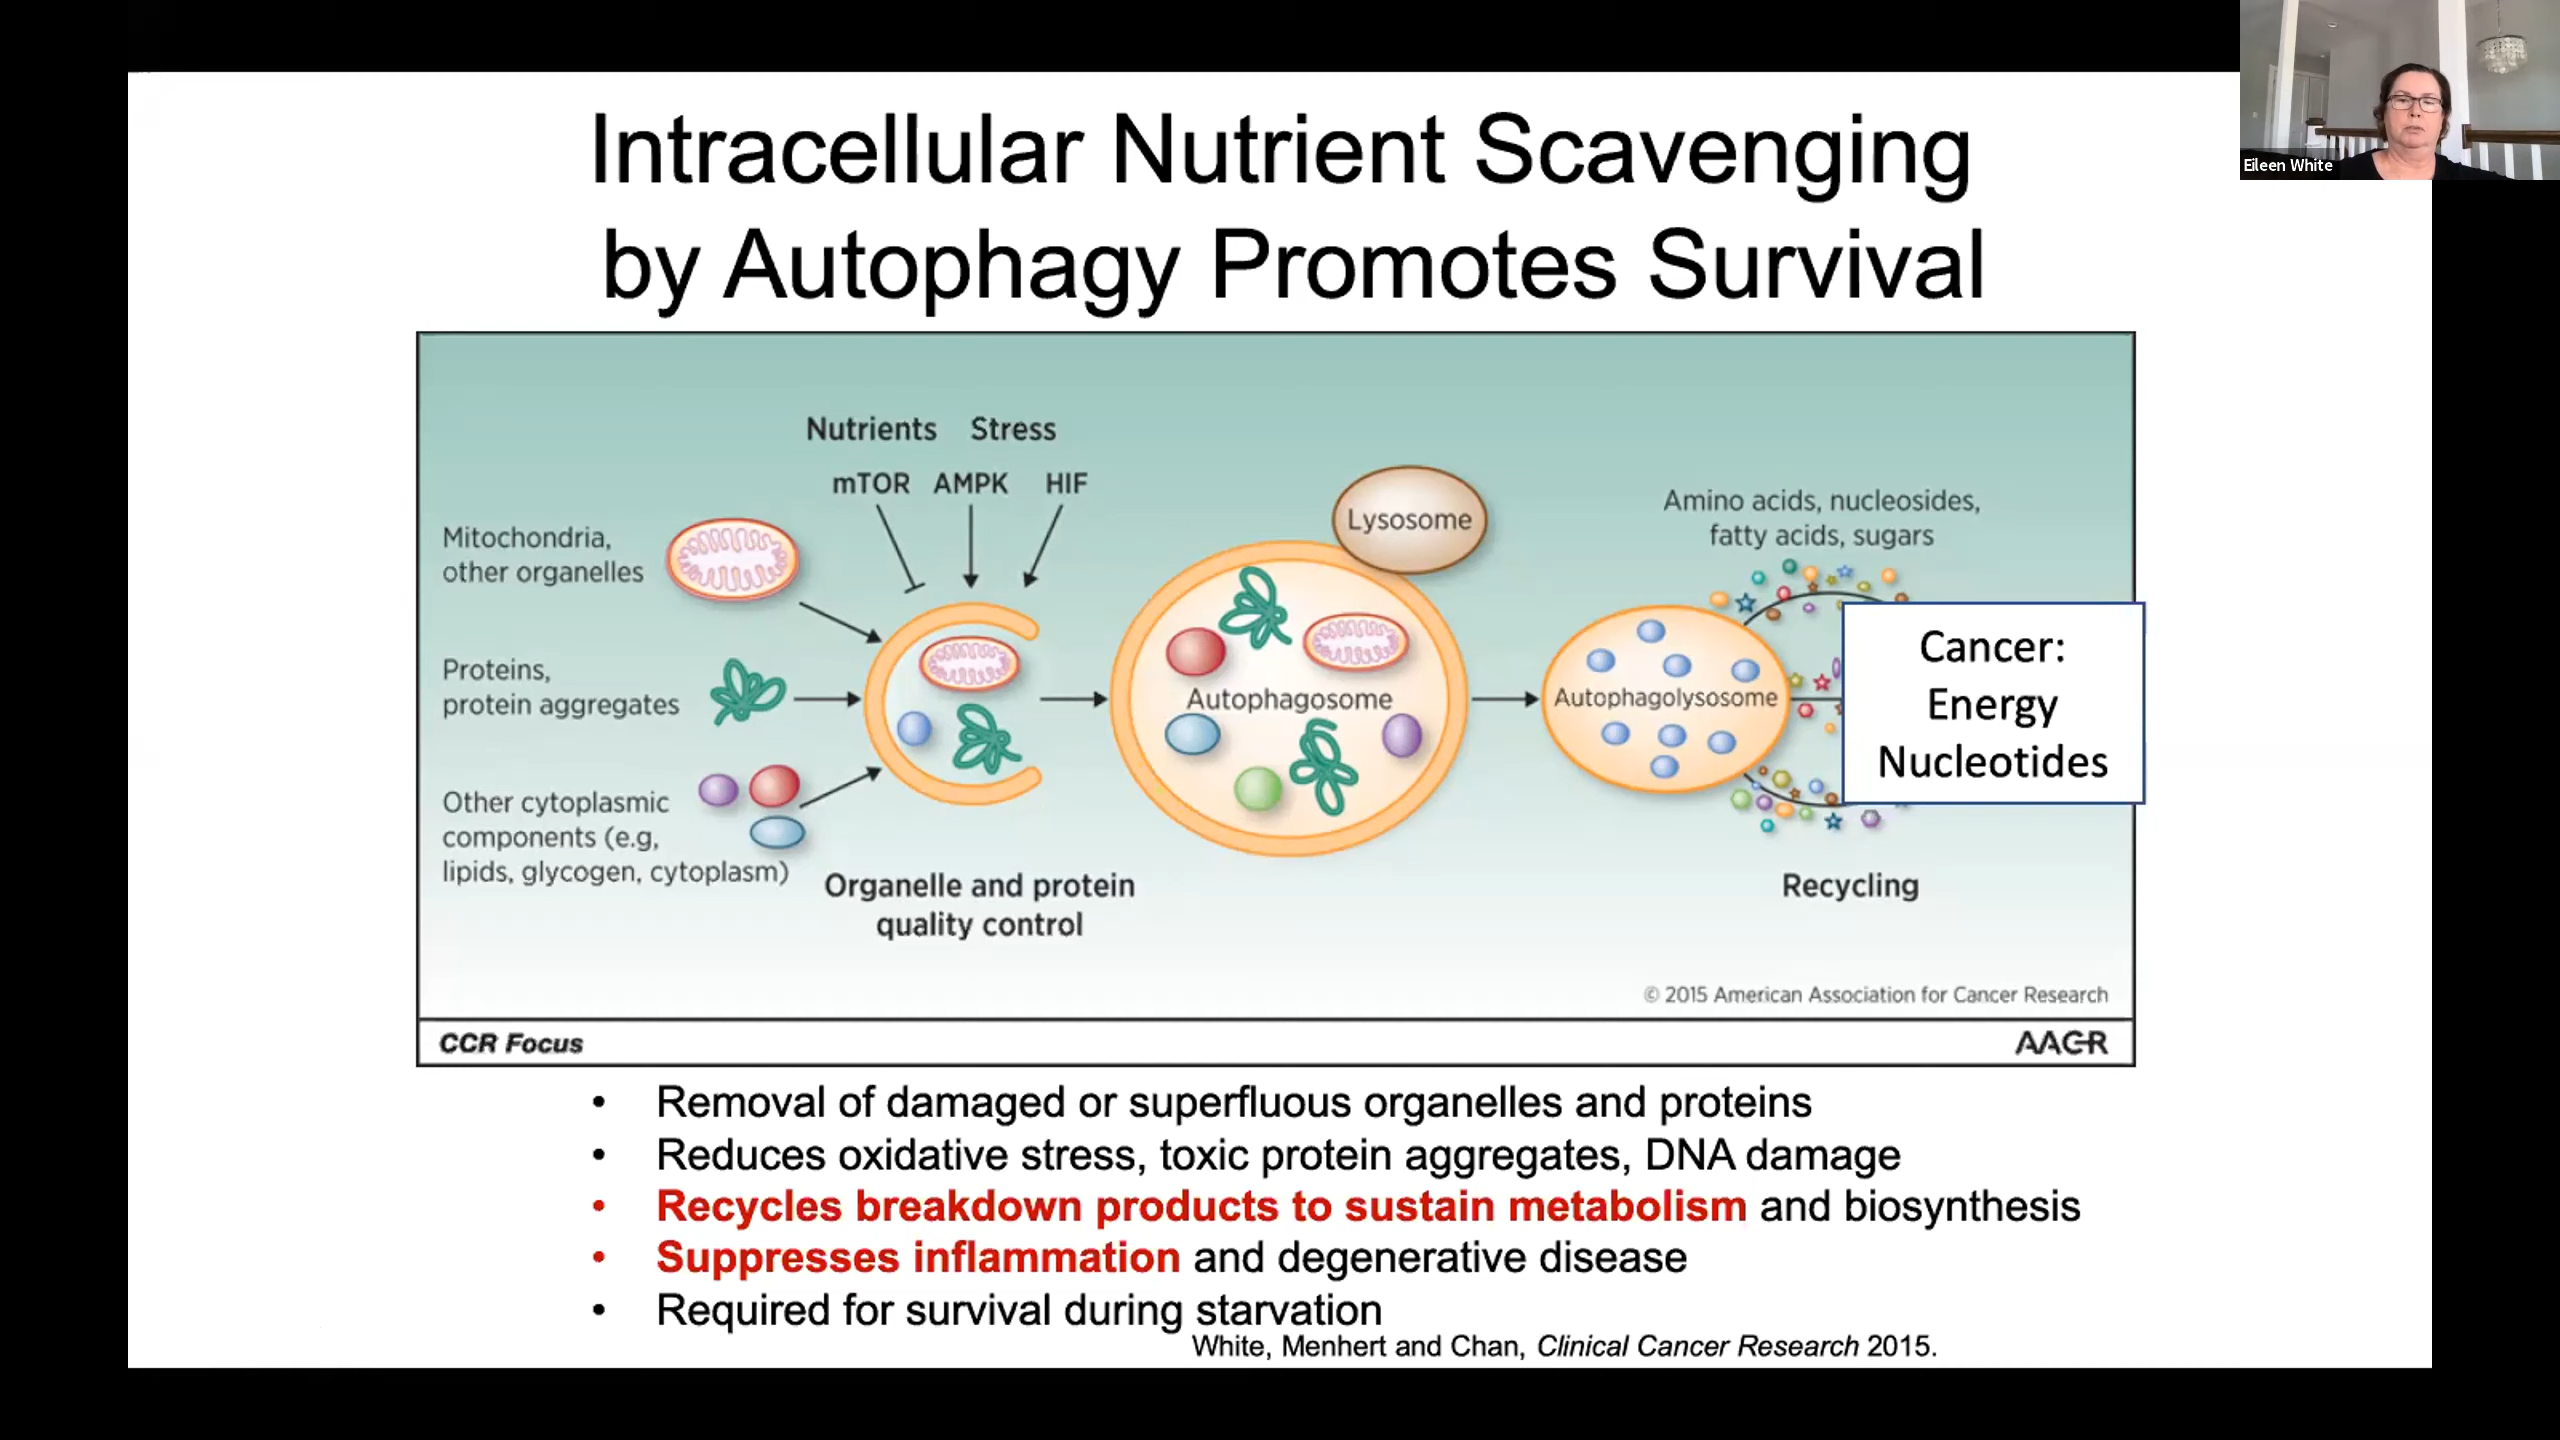 Intracellular Nutrient Scavenging
by Autophagy Promotes Survival
Eileen White
Nutrients Stress
mTOR AMPK HIF
Mitochondria,
other organelles
Proteins,
protein aggregates
Other cytoplasmic
components (e.g,
lipids, glycogen, cytoplasm)
Organelle and protein
quality control
Lysosome
Autophagosome
Autophagolysosome
Amino acids, nucleosides,
fatty acids, sugars
Cancer:
Energy
Nucleotides
Recycling
© 2015 American Association for Cancer Research
CCR Focus
AACR
• Removal of damaged or superfluous organelles and proteins
• Reduces oxidative stress, toxic protein aggregates, DNA damage
• Recycles breakdown products to sustain metabolism and biosynthesis
• Suppresses inflammation and degenerative disease
• Required for survival during starvation
White, Menhert and Chan, Clinical Cancer Research 2015.